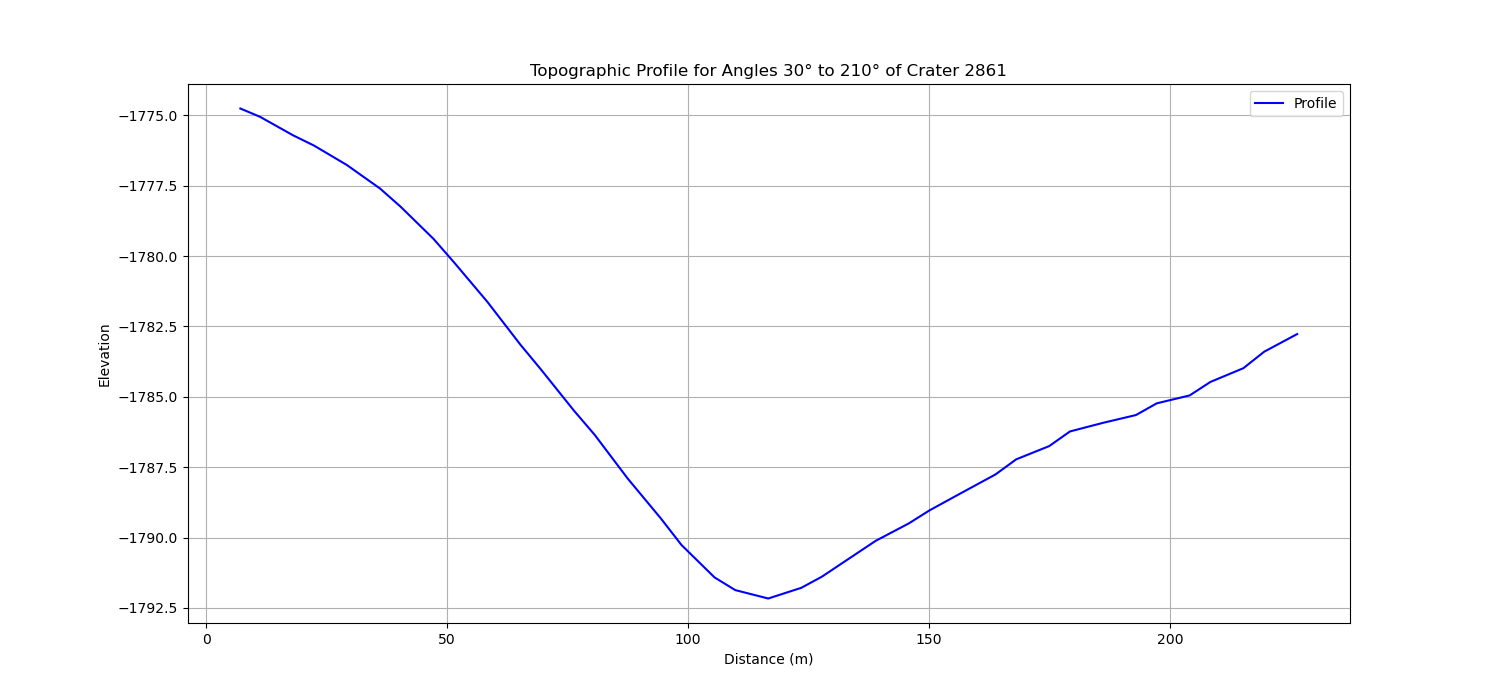 Topographic Profile for Angles 30° to 210° of Crater 2861
Profile
−1775.0
−1777.5
−1780.0
−1782.5
−1785.0
−1787.5
−1790.0
−1792.5
Elevation
0 50 100 150 200
Distance (m)